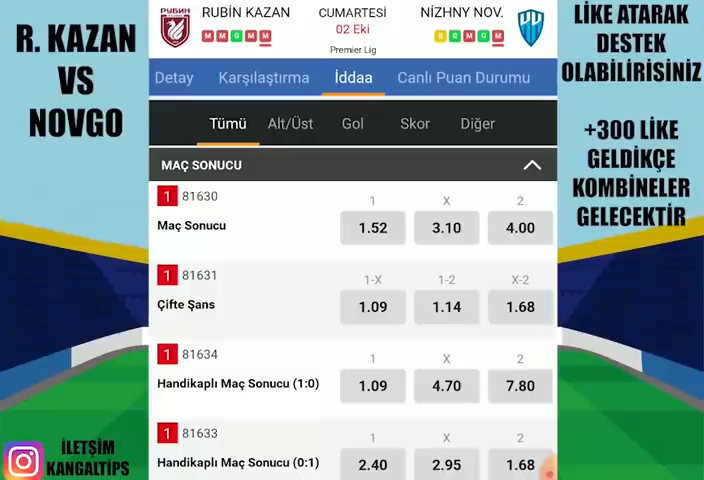 R. KAZAN
VS
NOVGO
РУБИН
RUBİN KAZAN
M M G M M
CUMARTESİ
02 Eki
Premier Lig
NİZHNY NOV.
B G M G M
Detay
Karşılaştırma
İddaa
Canlı Puan Durumu
Tümü
Alt/Üst
Gol
Skor
Diğer
MAÇ SONUCU
1 81630
1 X 2
Maç Sonucu
1.52 3.10 4.00
1 81631
1-X 1-2 X-2
Çifte Şans
1.09 1.14 1.68
1 81634
1 X 2
Handikaplı Maç Sonucu (1:0)
1.09 4.70 7.80
1 81633
1 X 2
Handikaplı Maç Sonucu (0:1)
2.40 2.95 1.68
LİKE ATARAK
DESTEK
OLABİLİRİSİNİZ
+300 LİKE
GELDİKÇE
KOMBİNELER
GELECEKTİR
İLETŞİM
KANGALTİPS